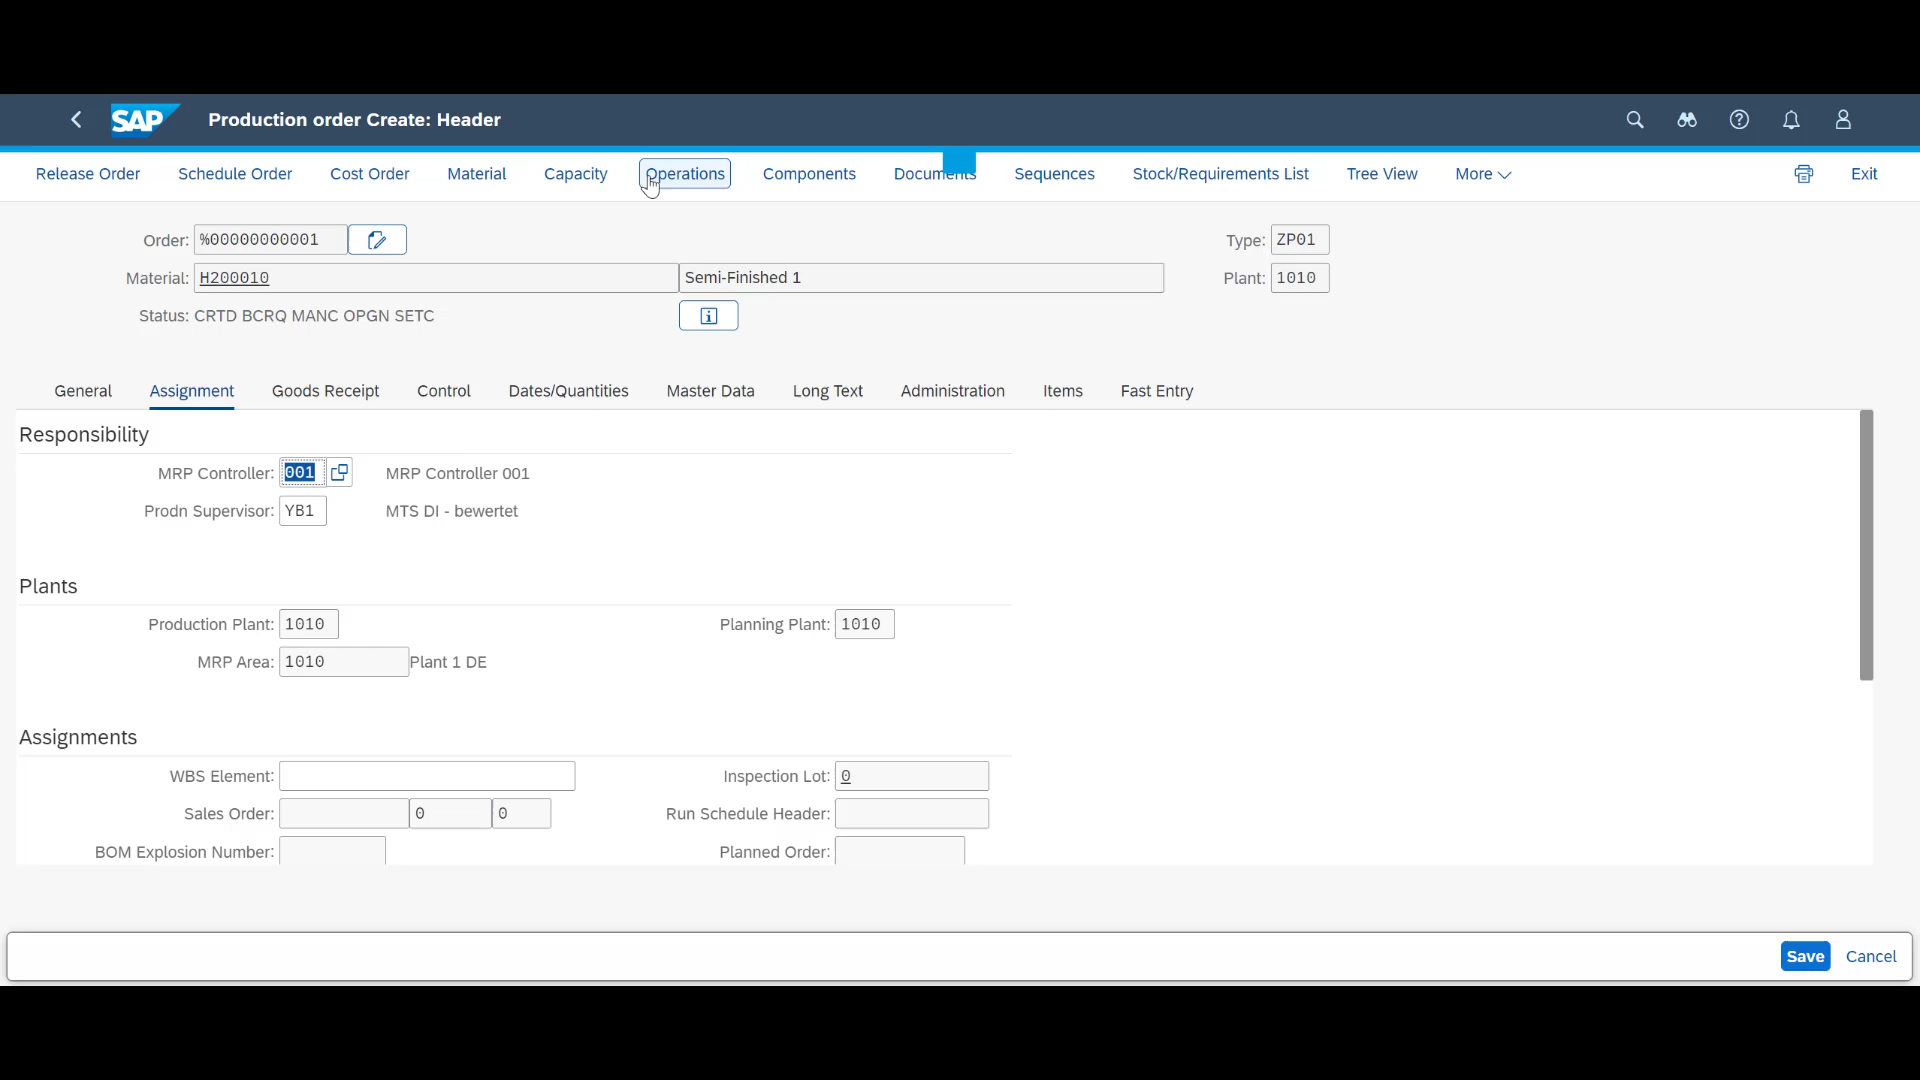 SAP Production order Create: Header
Release Order Schedule Order Cost Order Material Capacity Operations Components Documents Sequences Stock/Requirements List Tree View More Exit
Order: %00000000001 Type: ZP01
Material: H200010 Semi-Finished 1 Plant: 1010
Status: CRTD BCRQ MANC OPGN SETC
General Assignment Goods Receipt Control Dates/Quantities Master Data Long Text Administration Items Fast Entry
Responsibility
MRP Controller: 001 MRP Controller 001
Prodn Supervisor: YB1 MTS DI - bewertet
Plants
Production Plant: 1010 Planning Plant: 1010
MRP Area: 1010 Plant 1 DE
Assignments
WBS Element: Inspection Lot: 0
Sales Order: 0 0 Run Schedule Header:
BOM Explosion Number: Planned Order:
Save Cancel